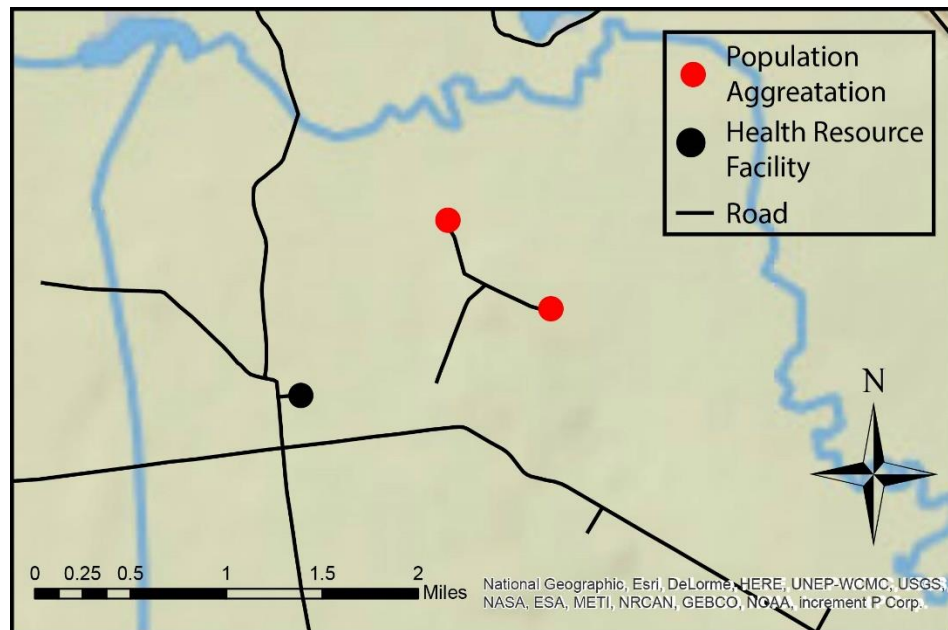 Population
Aggreatation
Health Resource
Facility
Road
N
0 0.25 0.5 1 1.5 2
Miles
National Geographic, Esri, DeLorme, HERE, UNEP-WCMC, USGS,
NASA, ESA, METI, NRCAN, GEBCO, NOAA, increment P Corp.